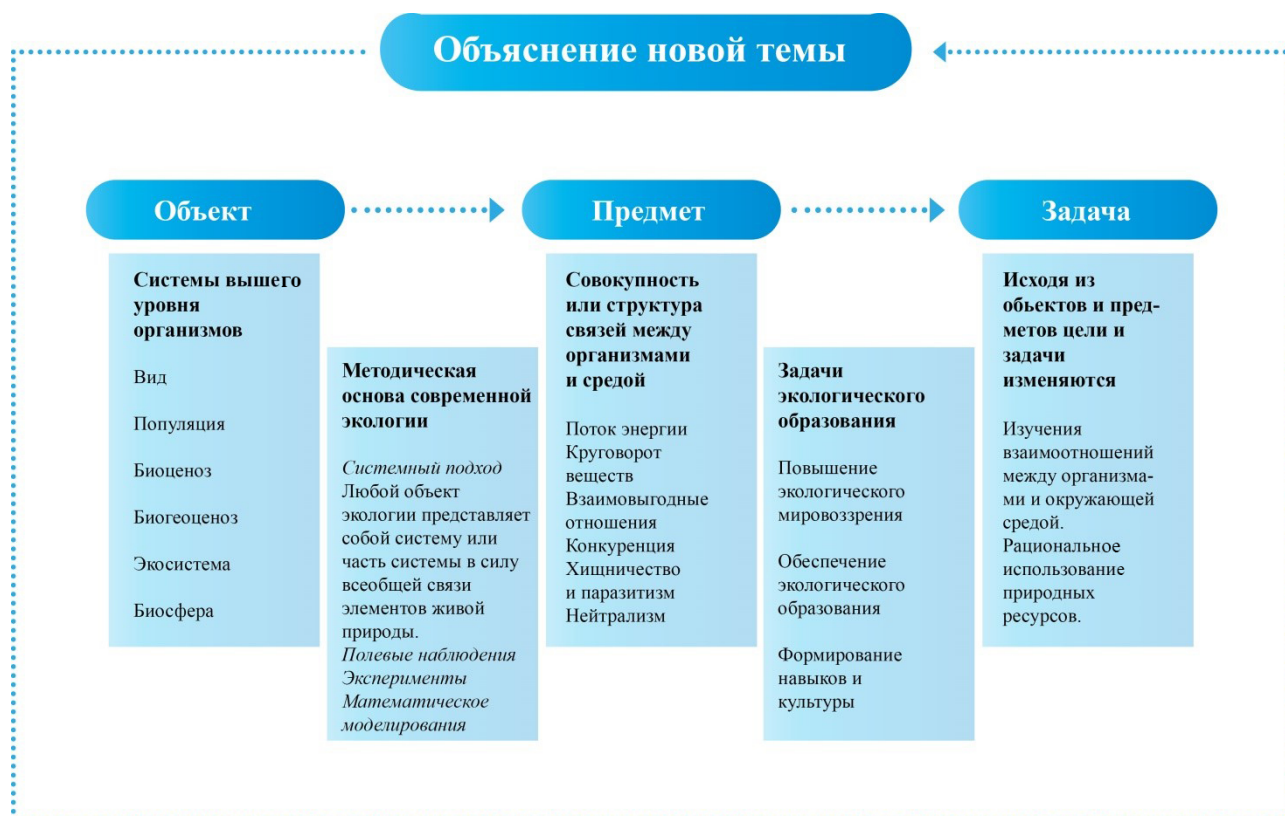 Объяснение новой темы
Объект
Предмет
Задача
Системы вышего
уровня
организмов
Вид
Популяция
Биоценоз
Биогеоценоз
Экосистема
Биосфера
Методическая
основа современной
экологии
Системный подход
Любой объект
экологии представляет
собой систему или
часть системы в силу
всеобщей связи
элементов живой
природы.
Полевые наблюдения
Эксперименты
Математическое
моделирования
Совокупность
или структура
связей между
организмами
и средой
Поток энергии
Круговорот
веществ
Взаимовыгодные
отношения
Конкуренция
Хищничество
и паразитизм
Нейтрализм
Задачи
экологического
образования
Повышение
экологического
мировоззрения
Обеспечение
экологического
образования
Формирование
навыков и
культуры
Исходя из
обьектов и пред-
метов цели и
задачи
изменяются
Изучения
взаимоотношений
между организма-
ми и окружающей
средой.
Рациональное
использование
природных
ресурсов.